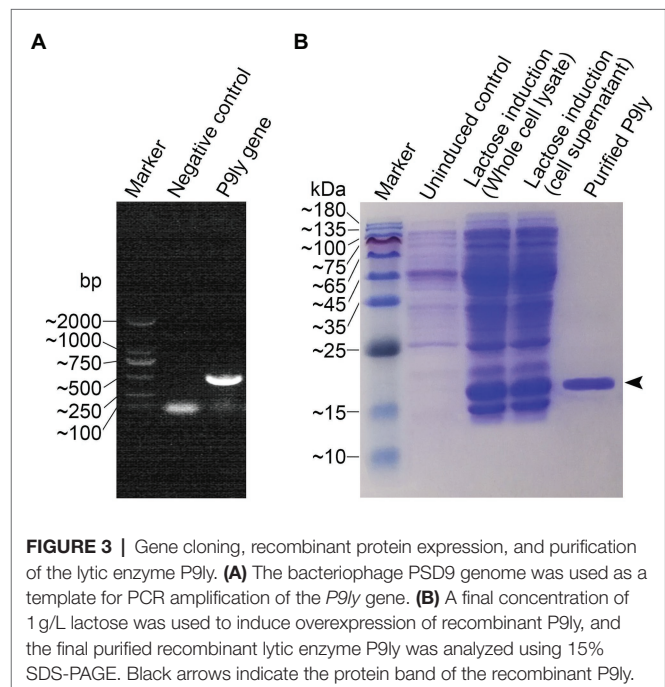 A
B
Marker
Negative control
P9ly gene
bp
~2000
~1000
~750
~500
~250
~100
kDa
Marker
Uninduced control
Lactose induction
(Whole cell lysate)
Lactose induction
(cell supernatant)
Purified P9ly
~180
~135
~100
~75
~65
~45
~35
~25
~15
~10
FIGURE 3 | Gene cloning, recombinant protein expression, and purification
of the lytic enzyme P9ly. (A) The bacteriophage PSD9 genome was used as a
template for PCR amplification of the P9ly gene. (B) A final concentration of
1 g/L lactose was used to induce overexpression of recombinant P9ly, and
the final purified recombinant lytic enzyme P9ly was analyzed using 15%
SDS-PAGE. Black arrows indicate the protein band of the recombinant P9ly.